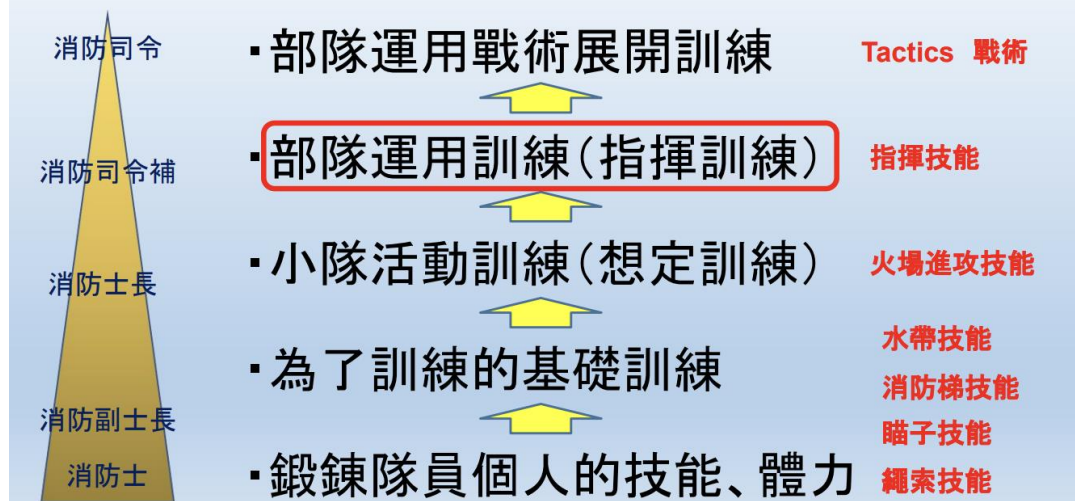 消防司令 ・部隊運用戰術展開訓練 Tactics 戰術
消防司令補 ・部隊運用訓練(指揮訓練) 指揮技能
消防士長 ・小隊活動訓練(想定訓練) 火場進攻技能
水帶技能
・為了訓練的基礎訓練
消防梯技能
消防副士長 瞄子技能
消防士 ・鍛鍊隊員個人的技能、體力 繩索技能